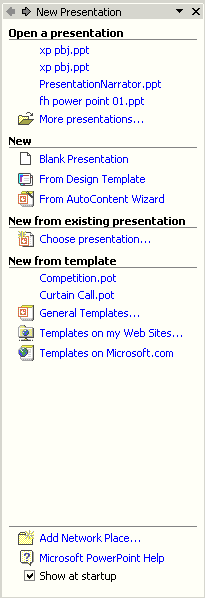 New Presentation
Open a presentation
xp pbj.ppt
xp pbj.ppt
PresentationNarrator.ppt
fh power point 01.ppt
More presentations...
New
Blank Presentation
From Design Template
From AutoContent Wizard
New from existing presentation
Choose presentation...
New from template
Competition.pot
Curtain Call.pot
General Templates...
Templates on my Web Sites...
Templates on Microsoft.com
Add Network Place...
Microsoft PowerPoint Help
Show at startup